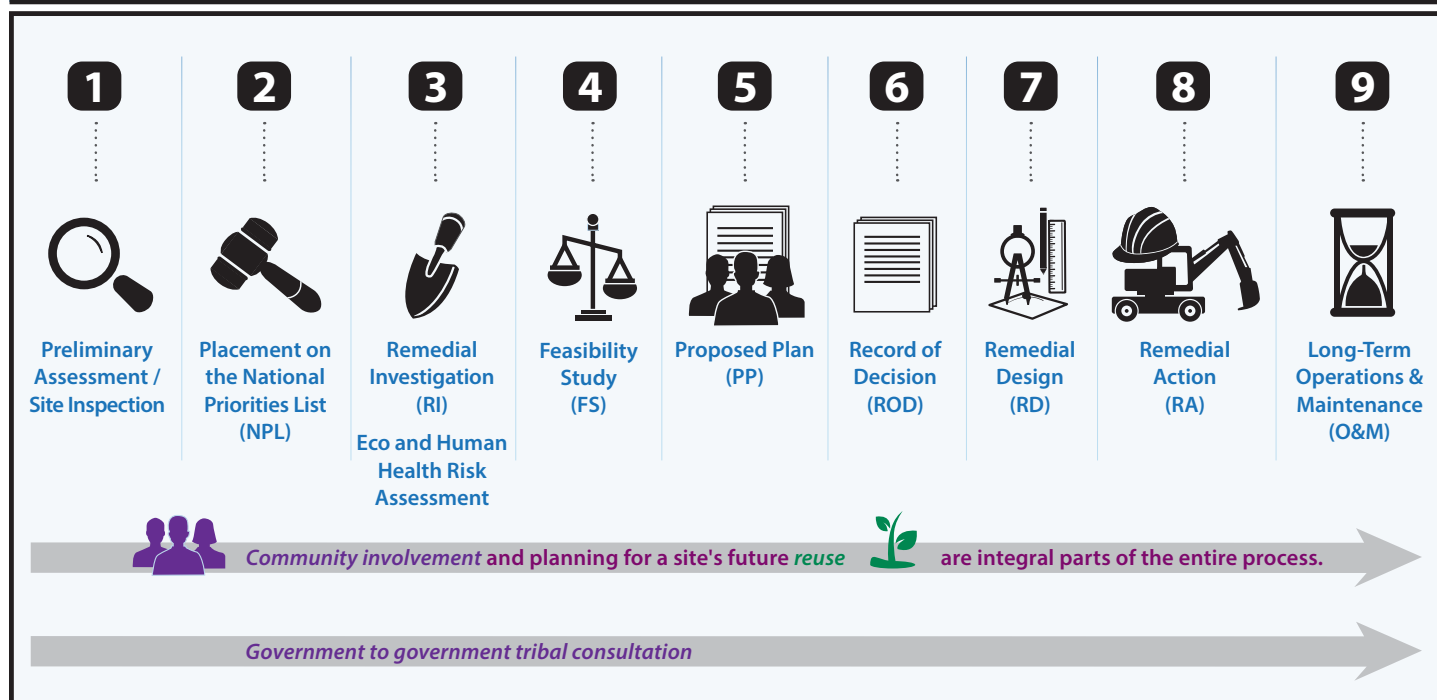 1
Preliminary
Assessment /
Site Inspection
2
Placement on
the National
Priorities List
(NPL)
3
Remedial
Investigation
(RI)
Eco and Human
Health Risk
Assessment
4
Feasibility
Study
(FS)
5
Proposed Plan
(PP)
6
Record of
Decision
(ROD)
7
Remedial
Design
(RD)
8
Remedial
Action
(RA)
9
Long-Term
Operations &
Maintenance
(O&M)
Community involvement and planning for a site's future reuse are integral parts of the entire process.
Government to government tribal consultation